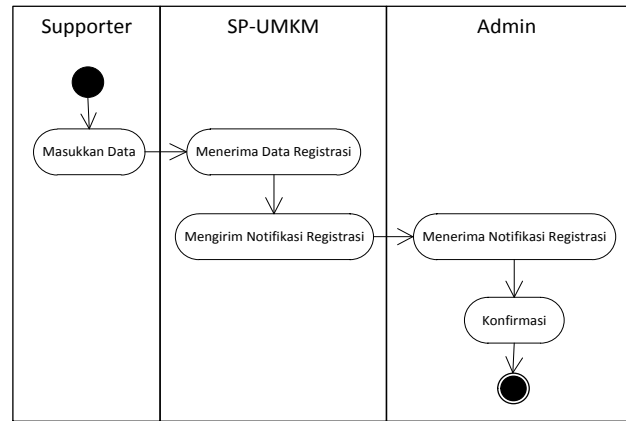 Supporter
SP-UMKM
Admin
Masukkan Data
Menerima Data Registrasi
Mengirim Notifikasi Registrasi
Menerima Notifikasi Registrasi
Konfirmasi